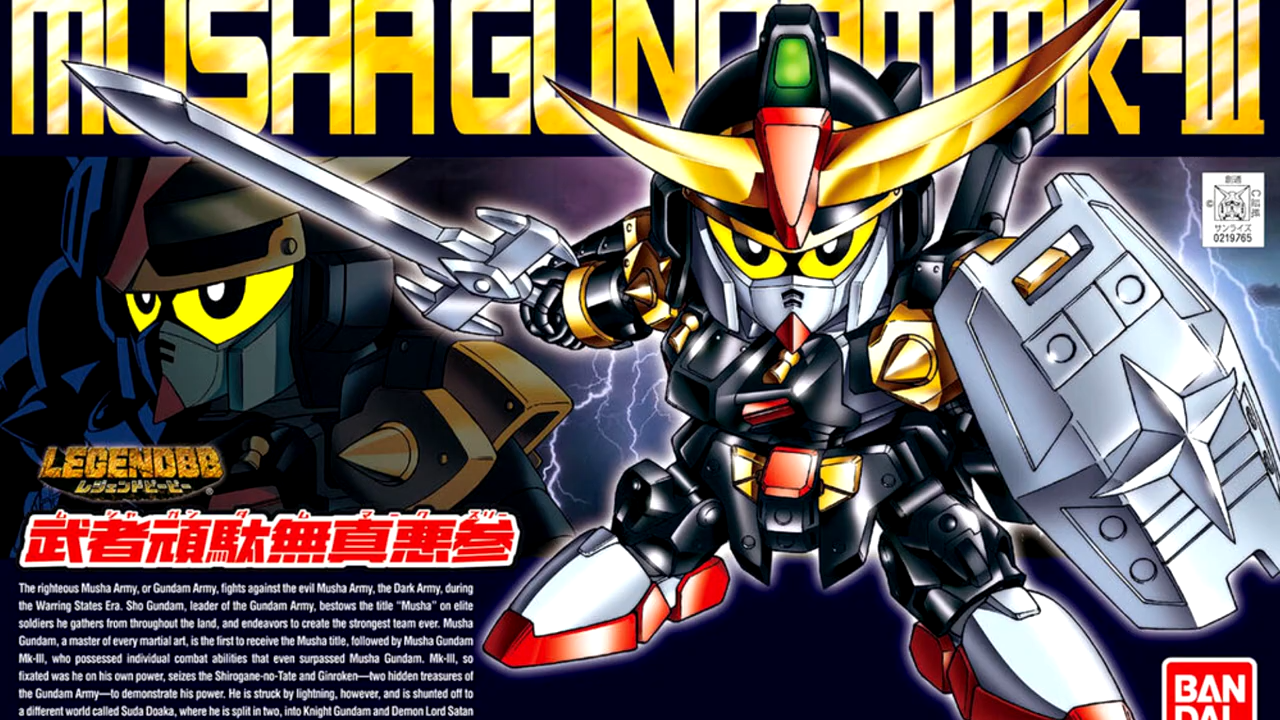 MUSHA GUNDAM Mk-III
創通
サンライズ
0219765
LEGENDBB
レジェンドビービー
武者頑駄無真悪参
The righteous Musha Army, or Gundam Army, fights against the evil Musha Army, the Dark Army, during
the Warring States Era. Sho Gundam, leader of the Gundam Army, bestows the title "Musha" on elite
soldiers he gathers from throughout the land, and endeavors to create the strongest team ever. Musha
Gundam, a master of every martial art, is the first to receive the Musha title, followed by Musha Gundam
Mk-III, who possessed individual combat abilities that even surpassed Musha Gundam. Mk-III, so
fixated was he on his own power, seizes the Shirogane-no-Tate and Ginroken—two hidden treasures of
the Gundam Army—to demonstrate his power. He is struck by lightning, however, and is shunted off to
a different world called Suda Doaka, where he is split in two, into Knight Gundam and Demon Lord Satan
BAN
DAI